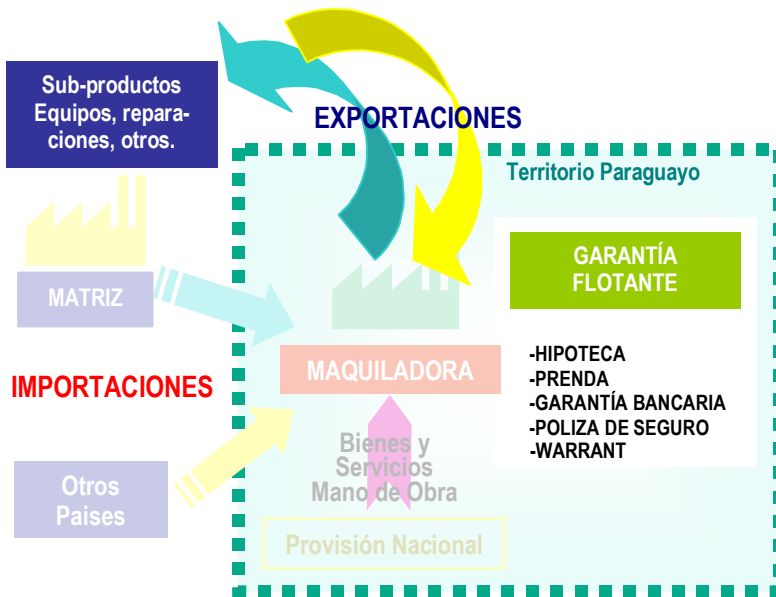 Sub-productos
Equipos, repara-
ciones, otros.
EXPORTACIONES
Territorio Paraguayo
GARANTÍA
FLOTANTE
MATRIZ
-HIPOTECA
-PRENDA
-GARANTÍA BANCARIA
-POLIZA DE SEGURO
-WARRANT
MAQUILADORA
IMPORTACIONES
Bienes y
Servicios
Mano de Obra
Otros
Paises
Provisión Nacional